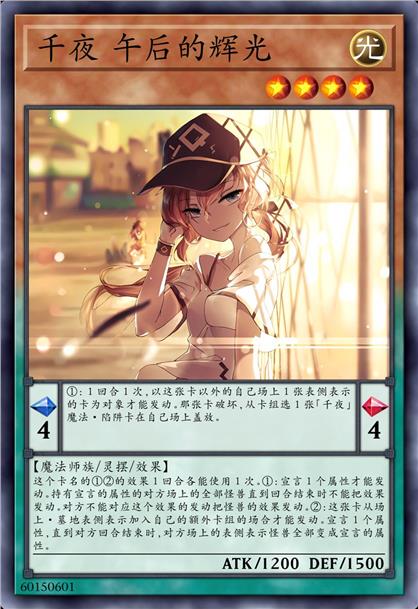 千夜 午后的辉光
光
①：1回合1次，以这张卡以外的自己场上1张表侧表示
的卡为对象才能发动。那张卡破坏，从卡组选1张「千夜」
魔法·陷阱卡在自己场上盖放。
4
4
【魔法师族/灵摆/效果】
这个卡名的①②的效果1回合各能使用1次。①：宣言1个属性才能发
动。持有宣言的属性的对方场上的全部怪兽直到回合结束时不能把效果
发动。对方不能对应这个效果的发动把怪兽的效果发动。②：这张卡从场
上·墓地表侧表示加入自己的额外卡组的场合才能发动。宣言1个属
性，直到对方回合结束时，对方场上的表侧表示怪兽全部变成宣言的属
性。
ATK/1200 DEF/1500
60150601